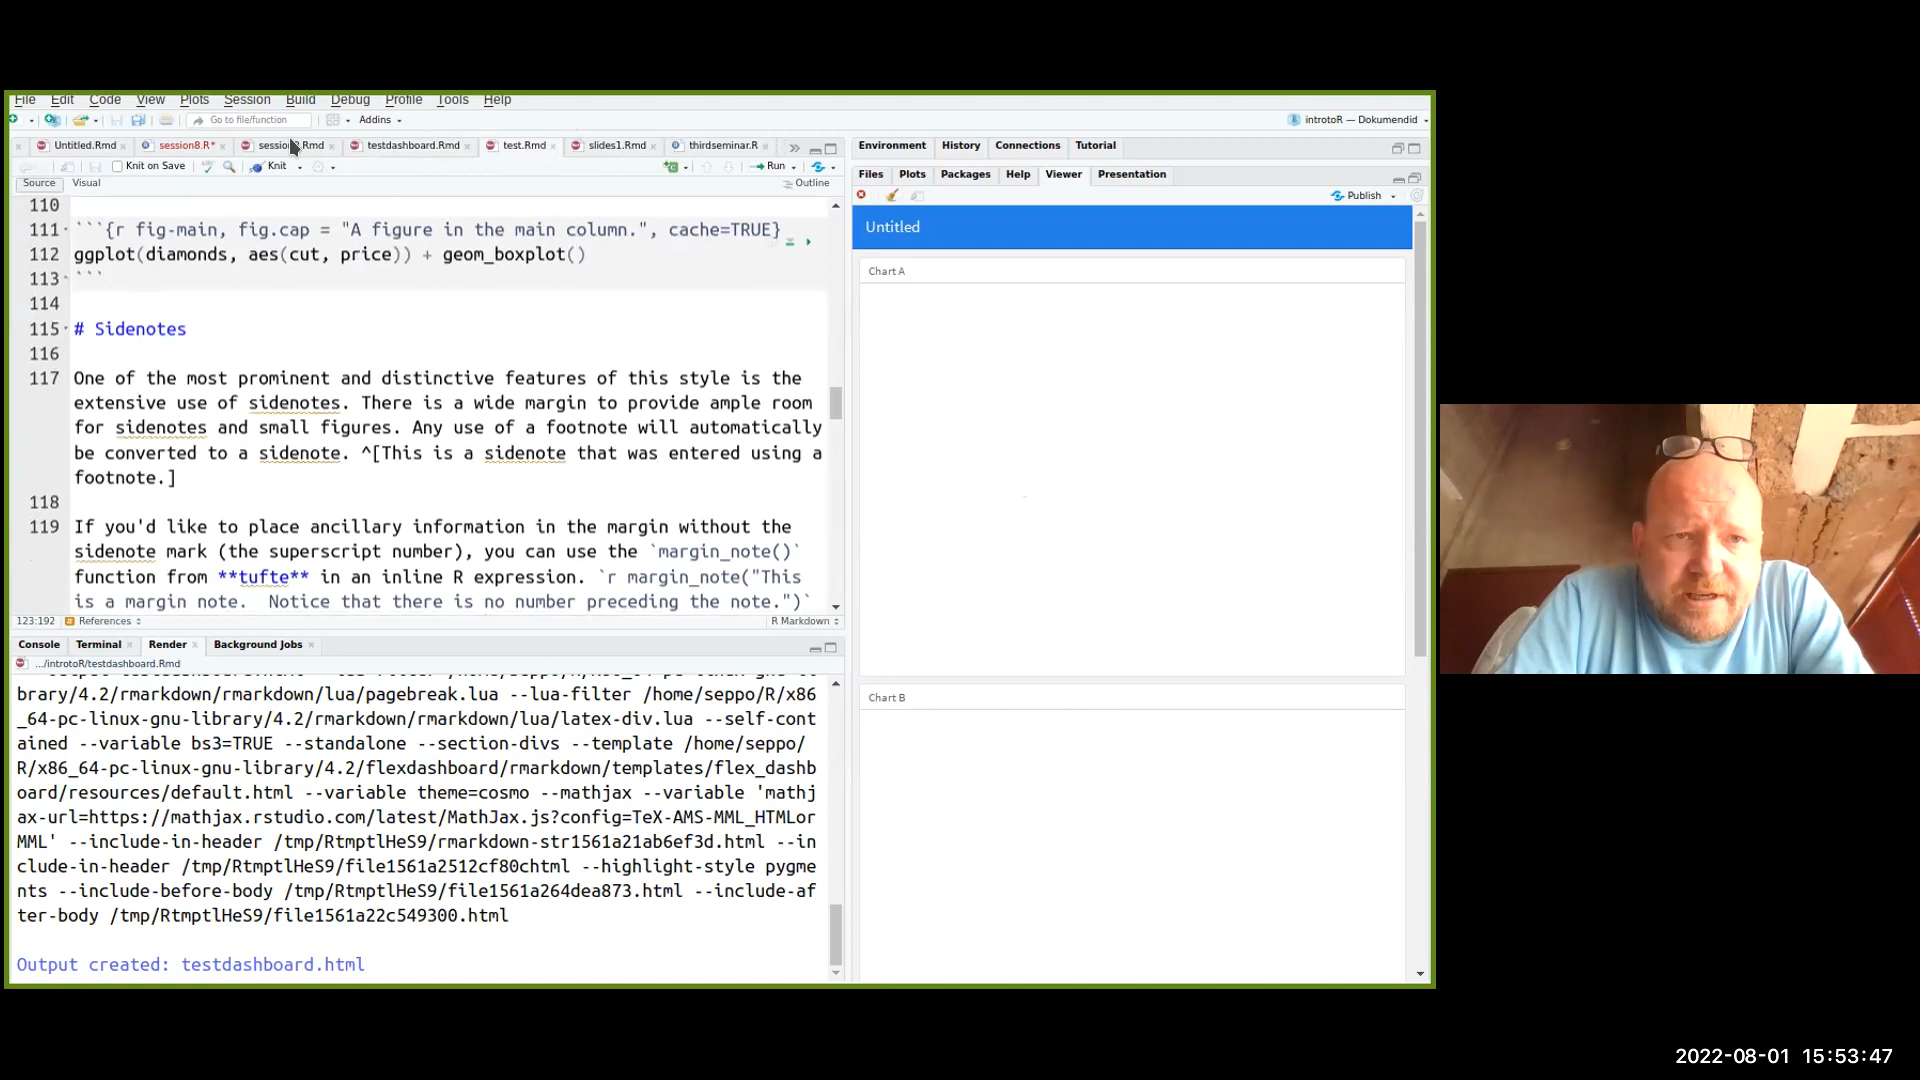 File Edit Code View Plots Session Build Debug Profile Tools Help
Go to file/function Addins introtoR — Dokumendid
Untitled.Rmd session8.R* testdashboard.Rmd test.Rmd slides1.Rmd thirdseminar.R
Knit on Save Knit Run
Source Visual Outline
110
111 ```{r fig-main, fig.cap = "A figure in the main column.", cache=TRUE}
112 ggplot(diamonds, aes(cut, price)) + geom_boxplot()
113 ```
114
115 # Sidenotes
116
117 One of the most prominent and distinctive features of this style is the
extensive use of sidenotes. There is a wide margin to provide ample room
for sidenotes and small figures. Any use of a footnote will automatically
be converted to a sidenote. ^[This is a sidenote that was entered using a
footnote.]
118
119 If you'd like to place ancillary information in the margin without the
sidenote mark (the superscript number), you can use the `margin_note()`
function from **tufte** in an inline R expression. `r margin_note("This
is a margin note.  Notice that there is no number preceding the note.")`
123:192 References R Markdown
Console Terminal Render Background Jobs
.../introtoR/testdashboard.Rmd
brary/4.2/rmarkdown/rmarkdown/lua/pagebreak.lua --lua-filter /home/seppo/R/x86
_64-pc-linux-gnu-library/4.2/rmarkdown/rmarkdown/lua/latex-div.lua --self-cont
ained --variable bs3=TRUE --standalone --section-divs --template /home/seppo/
R/x86_64-pc-linux-gnu-library/4.2/flexdashboard/rmarkdown/templates/flex_dashb
oard/resources/default.html --variable theme=cosmo --mathjax --variable 'mathj
ax-url=https://mathjax.rstudio.com/latest/MathJax.js?config=TeX-AMS-MML_HTMLor
MML' --include-in-header /tmp/RtmptlHeS9/rmarkdown-str1561a21ab6ef3d.html --in
clude-in-header /tmp/RtmptlHeS9/file1561a2512cf80chtml --highlight-style pygme
nts --include-before-body /tmp/RtmptlHeS9/file1561a264dea873.html --include-af
ter-body /tmp/RtmptlHeS9/file1561a22c549300.html
Output created: testdashboard.html
Environment History Connections Tutorial
Files Plots Packages Help Viewer Presentation
Publish
Untitled
Chart A
Chart B
2022-08-01 15:53:47